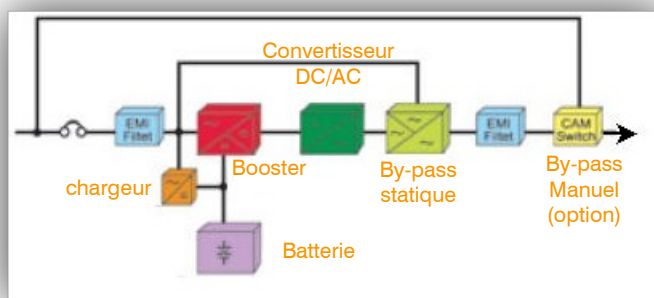 Convertisseur
DC/AC
EMI
Filtet
EMI
Filtet
CAM
Switch
chargeur
Booster
By-pass
statique
By-pass
Manuel
(option)
Batterie